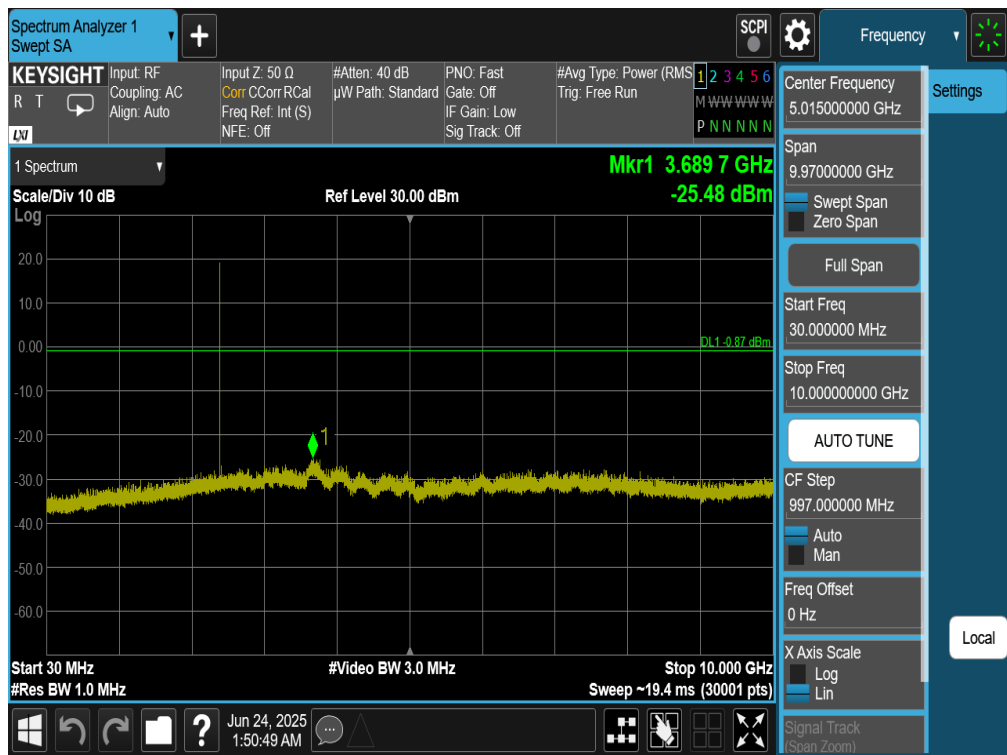 Spectrum Analyzer 1
Swept SA
+
SCPI
Frequency
KEYSIGHT
R T
LXI
Input: RF
Coupling: AC
Align: Auto
Input Z: 50 Ω
Corr CCorr RCal
Freq Ref: Int (S)
NFE: Off
#Atten: 40 dB
µW Path: Standard
PNO: Fast
Gate: Off
IF Gain: Low
Sig Track: Off
#Avg Type: Power (RMS
Trig: Free Run
1 2 3 4 5 6
M W W W W W
P N N N N N
1 Spectrum
Scale/Div 10 dB
Ref Level 30.00 dBm
Mkr1 3.689 7 GHz
-25.48 dBm
Log
20.0
10.0
0.00
DL1 -0.87 dBm
-10.0
1
-20.0
-30.0
-40.0
-50.0
-60.0
Start 30 MHz
#Video BW 3.0 MHz
Stop 10.000 GHz
#Res BW 1.0 MHz
Sweep ~19.4 ms (30001 pts)
Center Frequency
5.015000000 GHz
Span
9.97000000 GHz
Swept Span
Zero Span
Full Span
Start Freq
30.000000 MHz
Stop Freq
10.000000000 GHz
AUTO TUNE
CF Step
997.000000 MHz
Auto
Man
Freq Offset
0 Hz
X Axis Scale
Log
Lin
Signal Track
(Span Zoom)
Settings
Local
?
Jun 24, 2025
1:50:49 AM